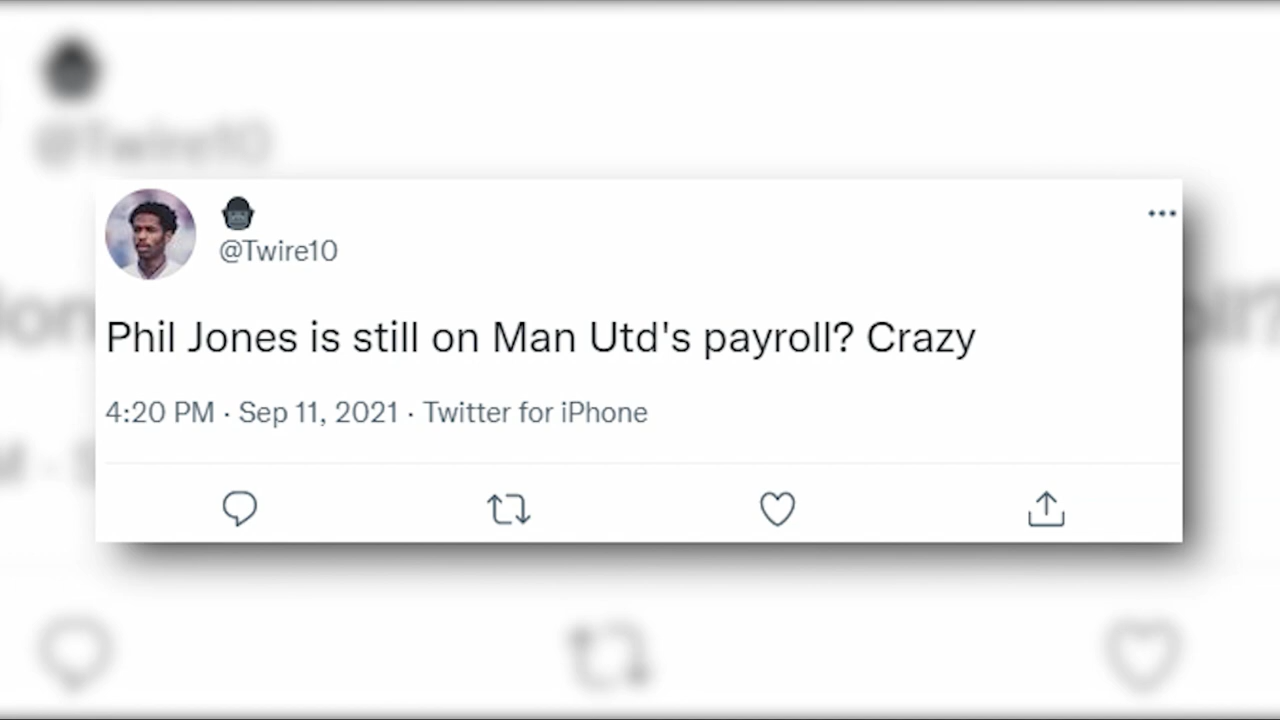 @Twire10
@Twire10
Phil Jones is still on Man Utd's payroll? Crazy
4:20 PM · Sep 11, 2021 · Twitter for iPhone